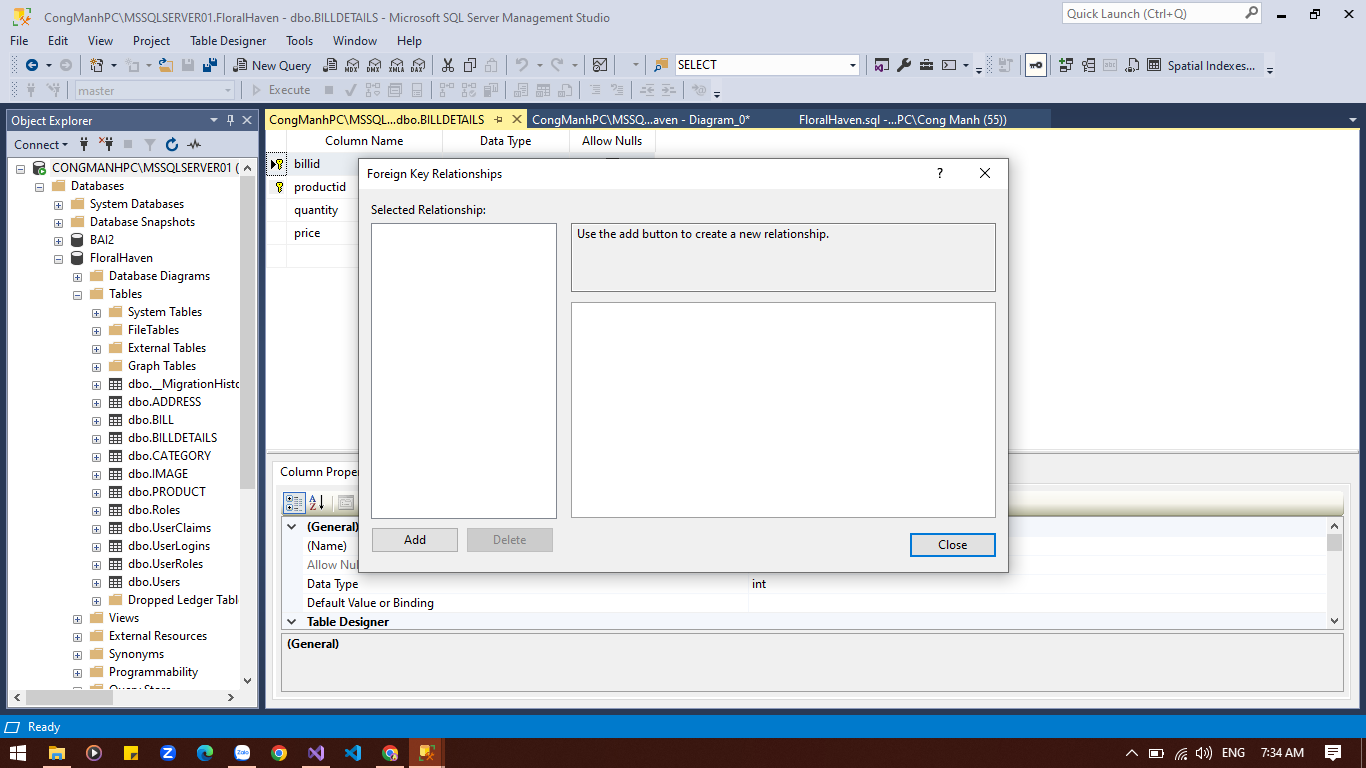 CongManhPC\MSSQLSERVER01.FloralHaven - dbo.BILLDETAILS - Microsoft SQL Server Management Studio
Quick Launch (Ctrl+Q)
File Edit View Project Table Designer Tools Window Help
New Query MDX DMX XMLA DAX SELECT Spatial Indexes...
master Execute
Object Explorer
CongManhPC\MSSQL...dbo.BILLDETAILS CongManhPC\MSSQ...aven - Diagram_0* FloralHaven.sql -...PC\Cong Manh (55))
Connect
CONGMANHPC\MSSQLSERVER01 (
Databases
System Databases
Database Snapshots
BAI2
FloralHaven
Database Diagrams
Tables
System Tables
FileTables
External Tables
Graph Tables
dbo.__MigrationHisto
dbo.ADDRESS
dbo.BILL
dbo.BILLDETAILS
dbo.CATEGORY
dbo.IMAGE
dbo.PRODUCT
dbo.Roles
dbo.UserClaims
dbo.UserLogins
dbo.UserRoles
dbo.Users
Dropped Ledger Tabl
Views
External Resources
Synonyms
Programmability
Column Name Data Type Allow Nulls
billid
productid
quantity
price
Foreign Key Relationships
?
Selected Relationship:
Use the add button to create a new relationship.
Add Delete
Close
Column Proper
A
Z
(General)
(Name)
Allow Nul
Data Type int
Default Value or Binding
Table Designer
(General)
Ready
Zalo
ENG 7:34 AM